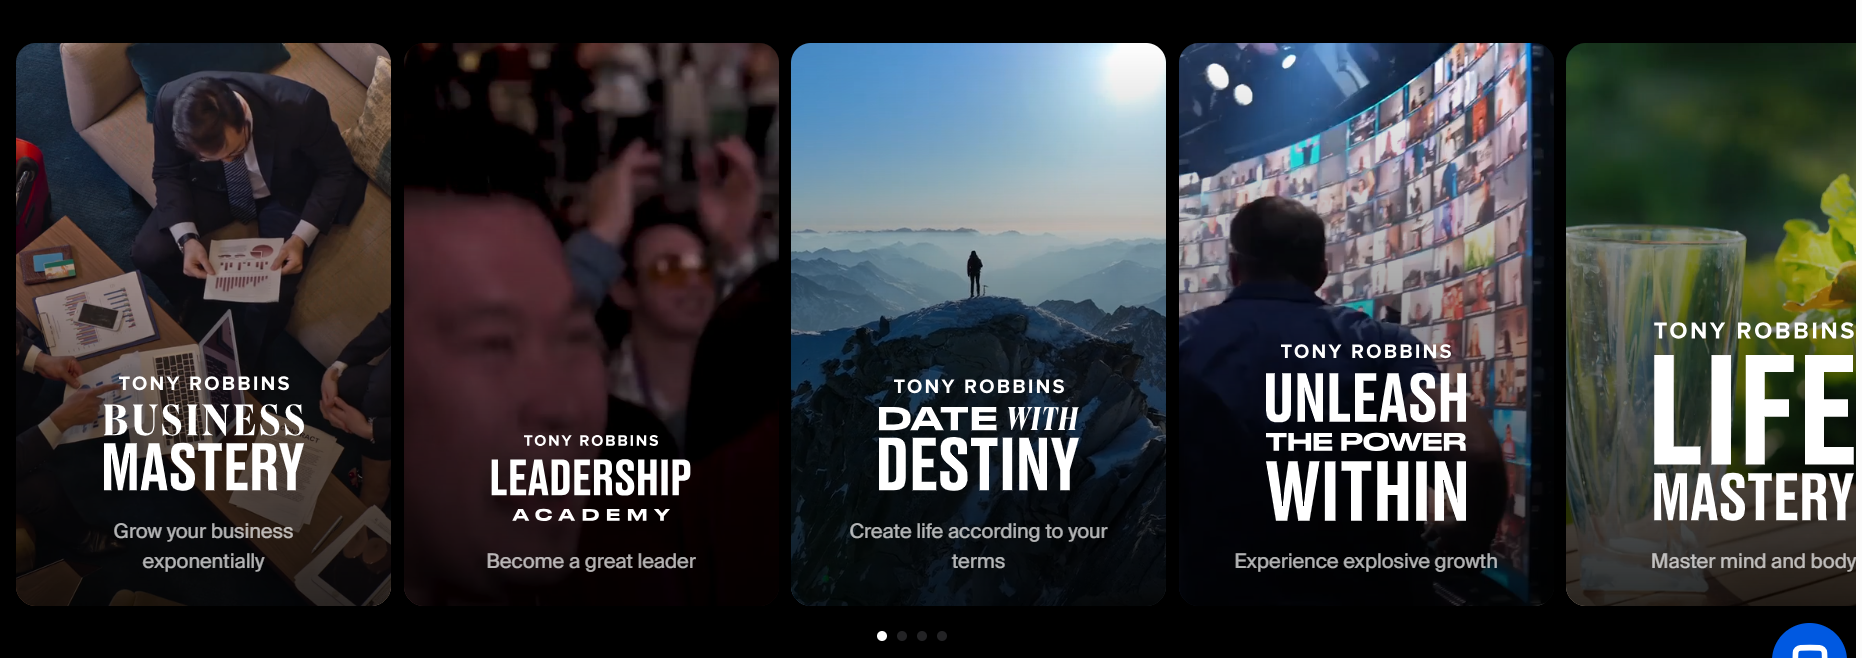 TONY ROBBINS
BUSINESS
MASTERY
Grow your business
exponentially
TONY ROBBINS
LEADERSHIP
ACADEMY
Become a great leader
TONY ROBBINS
DATE WITH
DESTINY
Create life according to your
terms
TONY ROBBINS
UNLEASH
THE POWER
WITHIN
Experience explosive growth
TONY ROBBINS
LIFE
MASTERY
Master mind and body